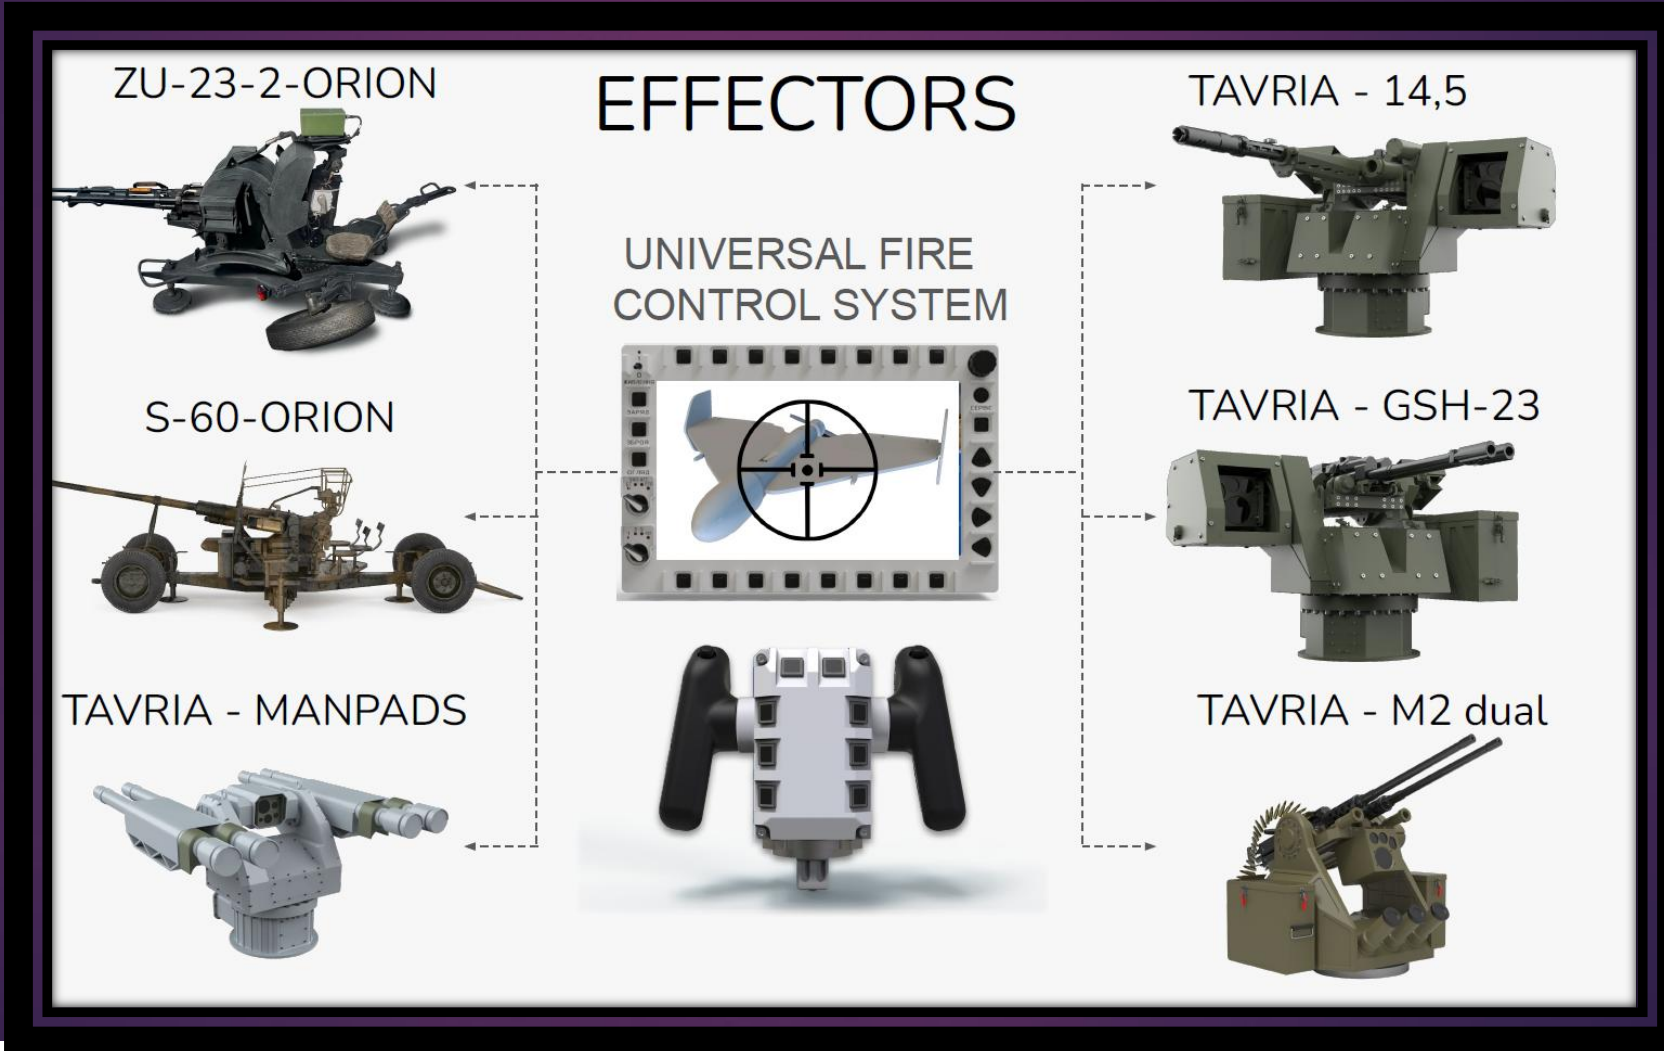 EFFECTORS
ZU-23-2-ORION
TAVRIA - 14,5
UNIVERSAL FIRE
CONTROL SYSTEM
S-60-ORION
TAVRIA - GSH-23
TAVRIA - MANPADS
TAVRIA - M2 dual